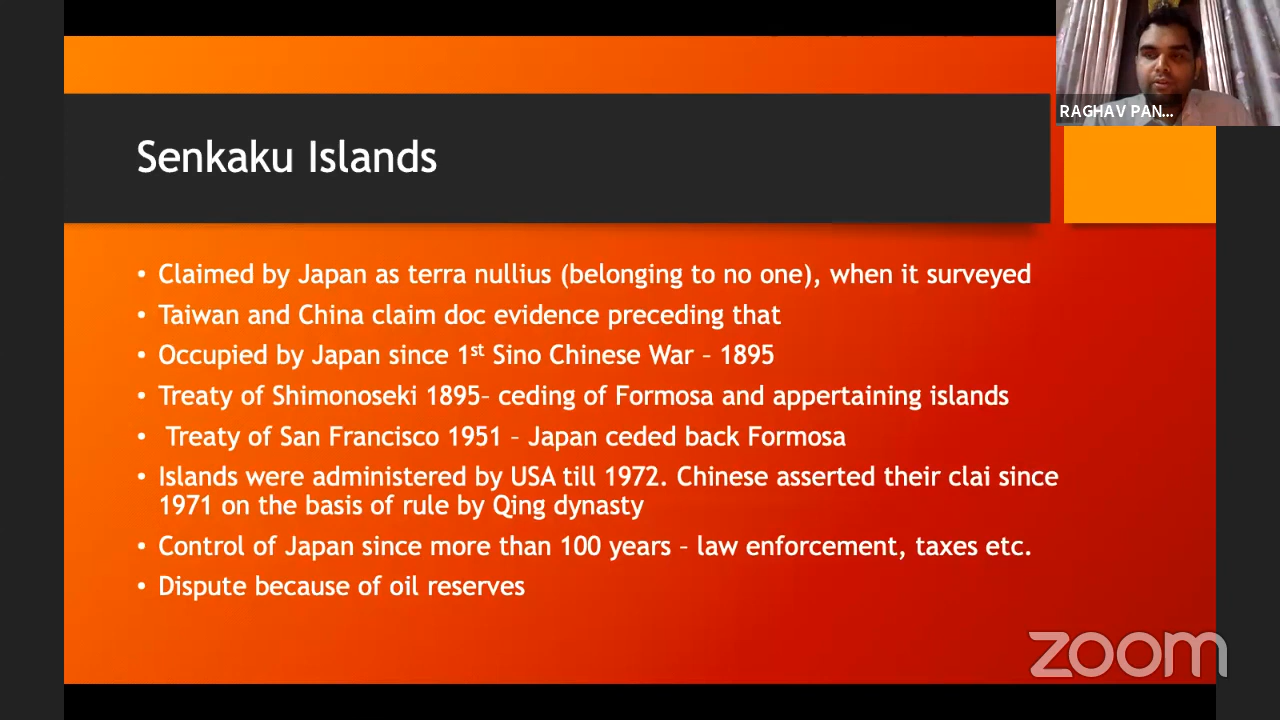 RAGHAV PAN...
Senkaku Islands
• Claimed by Japan as terra nullius (belonging to no one), when it surveyed
• Taiwan and China claim doc evidence preceding that
• Occupied by Japan since 1st Sino Chinese War – 1895
• Treaty of Shimonoseki 1895– ceding of Formosa and appertaining islands
• Treaty of San Francisco 1951 – Japan ceded back Formosa
• Islands were administered by USA till 1972. Chinese asserted their clai since
1971 on the basis of rule by Qing dynasty
• Control of Japan since more than 100 years – law enforcement, taxes etc.
• Dispute because of oil reserves
zoom